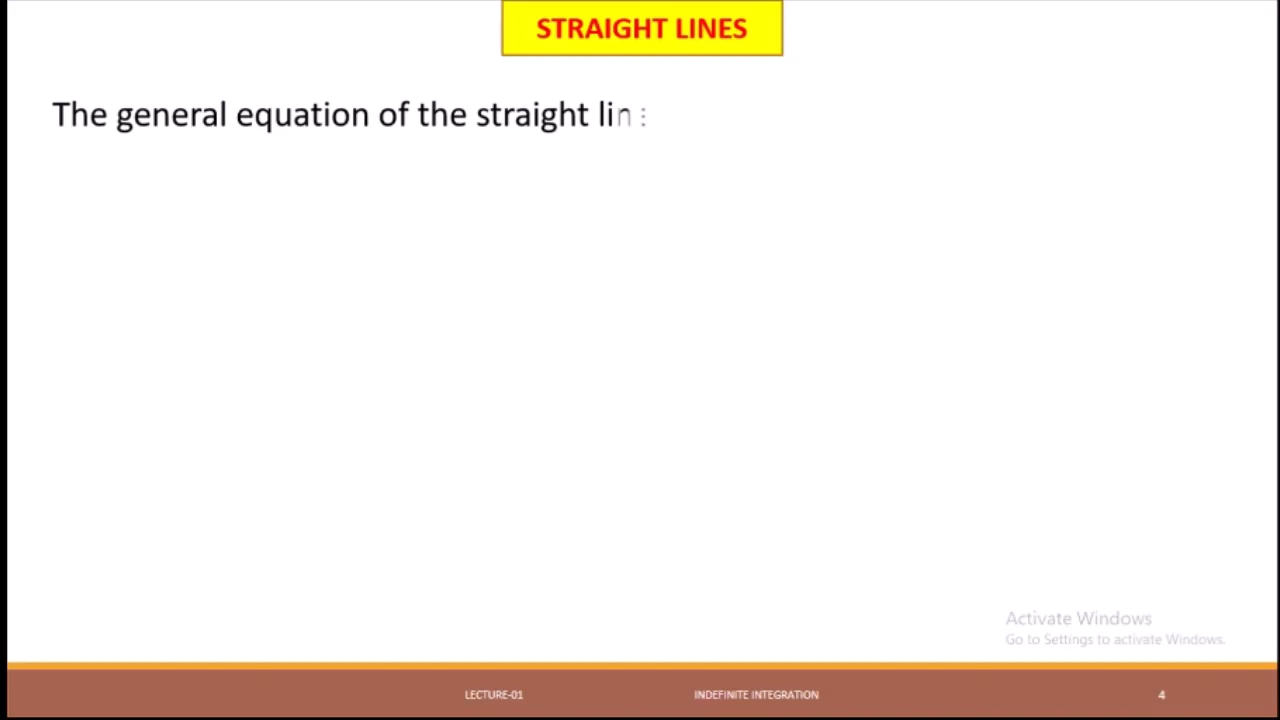 STRAIGHT LINES
The general equation of the straight lin
Activate Windows
Go to Settings to activate Windows.
LECTURE-01 INDEFINITE INTEGRATION 4